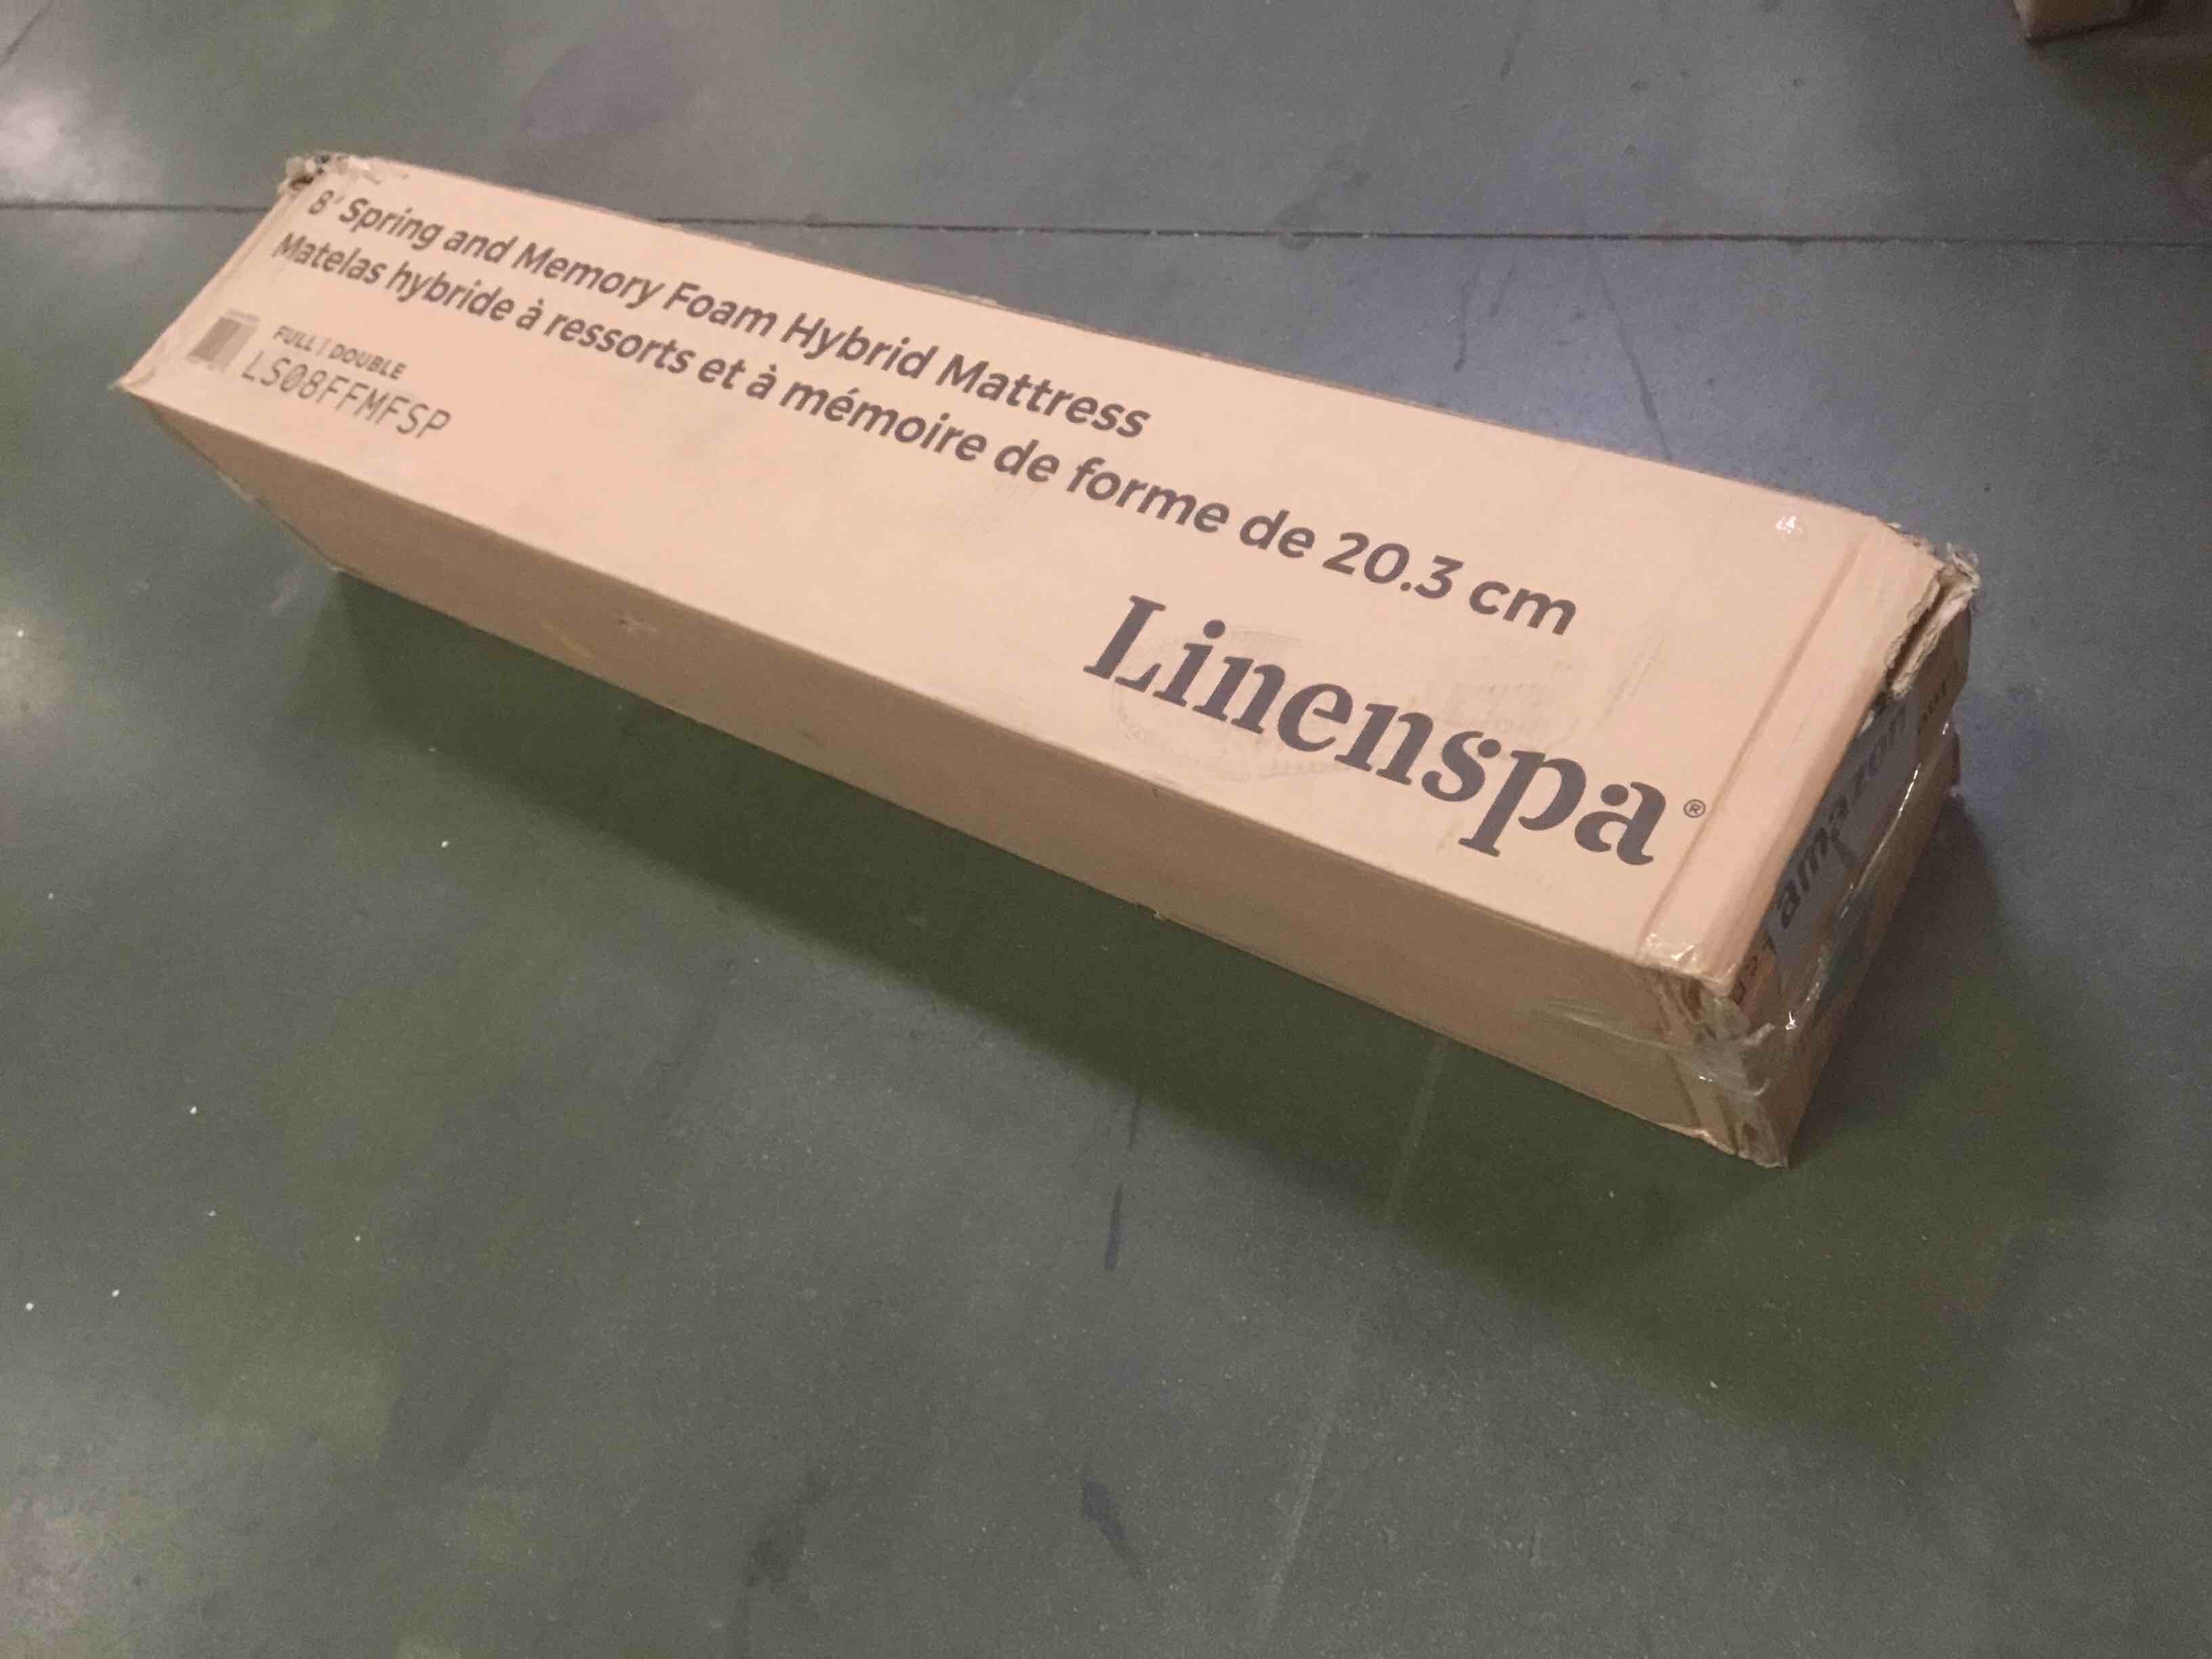 8" Spring and Memory Foam Hybrid Mattress
Matelas hybride à ressorts et à mémoire de forme de 20.3 cm
FULL | DOUBLE
LS08FFMFSP
Linenspa®
amazon